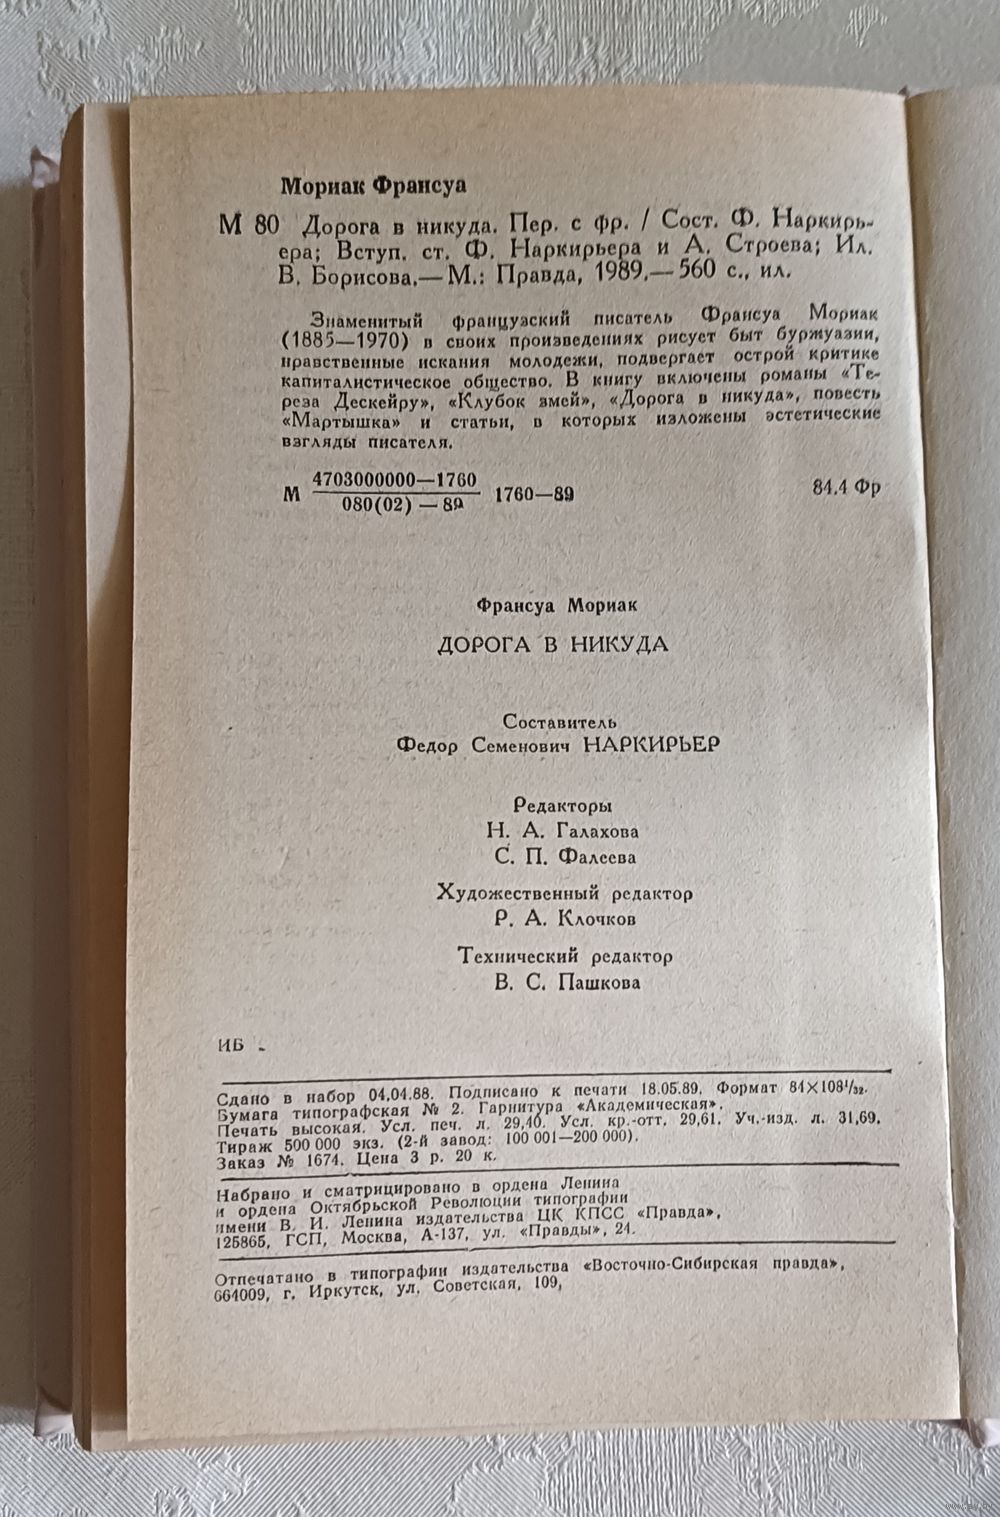 Мориак Франсуа
М 80 Дорога в никуда. Пер. с фр. / Сост. Ф. Наркирь-
ера; Вступ. ст. Ф. Наркирьера и А. Строева; Ил.
В. Борисова.— М.: Правда, 1989.— 560 с., ил.
Знаменитый французский писатель Франсуа Мориак
(1885—1970) в своих произведениях рисует быт буржуазии,
нравственные искания молодежи, подвергает острой критике
капиталистическое общество. В книгу включены романы «Те-
реза Дескейру», «Клубок змей», «Дорога в никуда», повесть
«Мартышка» и статьи, в которых изложены эстетические
взгляды писателя.
М 4703000000—1760
080(02) — 89
1760—89
84.4 Фр
Франсуа Мориак
ДОРОГА В НИКУДА
Составитель
Федор Семенович НАРКИРЬЕР
Редакторы
Н. А. Галахова
С. П. Фалеева
Художественный редактор
Р. А. Клочков
Технический редактор
В. С. Пашкова
ИБ
Сдано в набор 04.04.88. Подписано к печати 18.05.89. Формат 84×108¹/₃₂.
Бумага типографская № 2. Гарнитура «Академическая».
Печать высокая. Усл. печ. л. 29,40. Усл. кр.-отт. 29,61. Уч.-изд. л. 31,69.
Тираж 500 000 экз. (2-й завод: 100 001—200 000).
Заказ № 1674. Цена 3 р. 20 к.
Набрано и сматрицировано в ордена Ленина
и ордена Октябрьской Революции типографии
имени В. И. Ленина издательства ЦК КПСС «Правда»,
125865, ГСП, Москва, А-137, ул. «Правды», 24.
Отпечатано в типографии издательства «Восточно-Сибирская правда»,
664009, г. Иркутск, ул. Советская, 109,